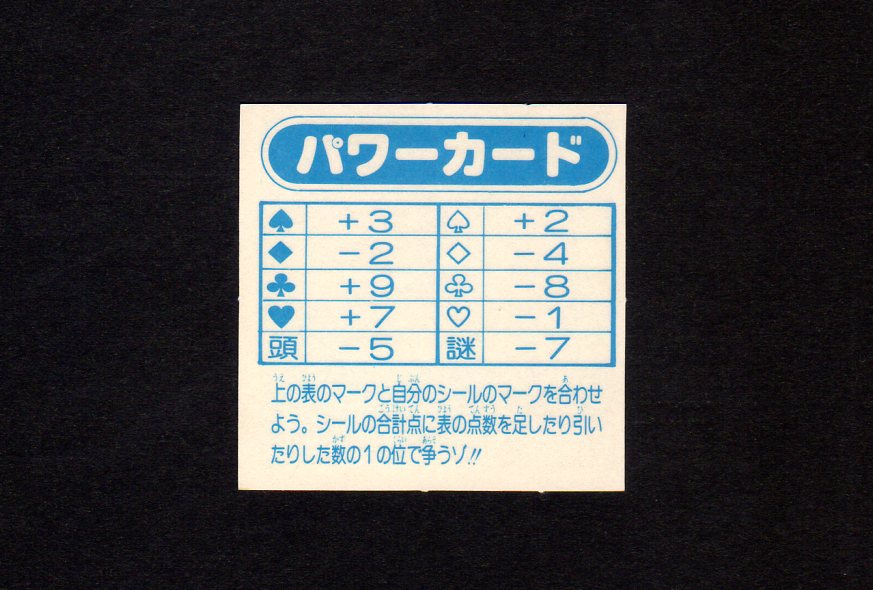 パワーカード
♠ +3 ♤ +2
◆ -2 ◇ -4
♣ +9 ♧ -8
♥ +7 ♡ -1
頭 -5 謎 -7
上の表のマークと自分のシールのマークを合わせ
よう。シールの合計点に表の点数を足したり引い
たりした数の1の位で争うゾ!!